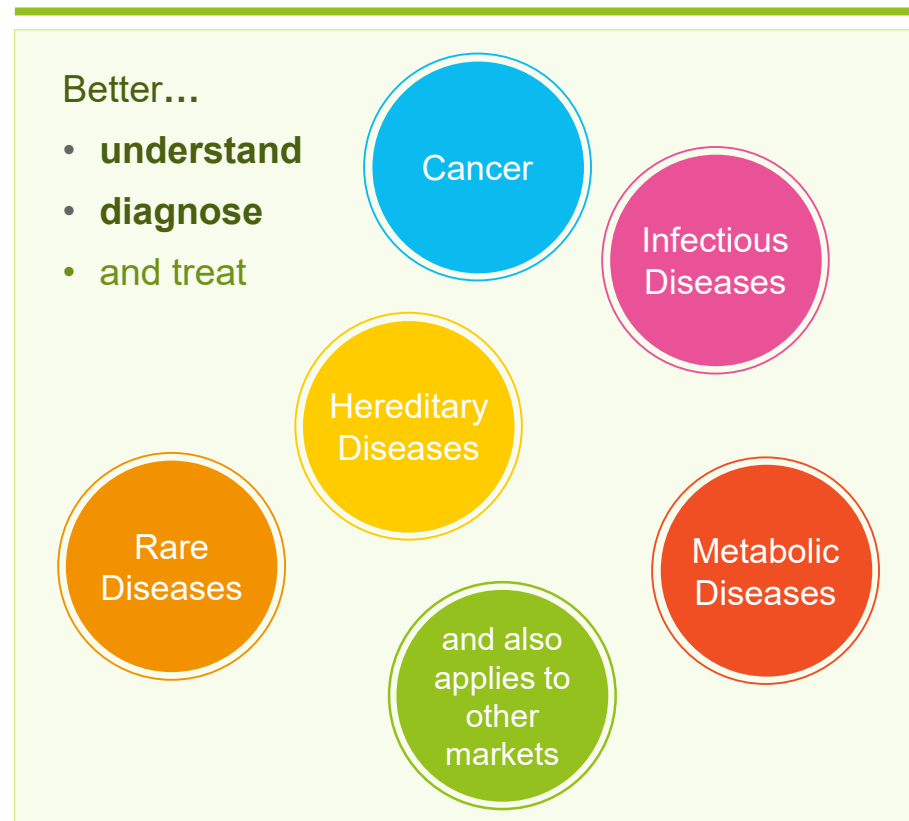 Better...
• understand
• diagnose
• and treat
Cancer
Infectious
Diseases
Hereditary
Diseases
Rare
Diseases
Metabolic
Diseases
and also
applies to
other
markets